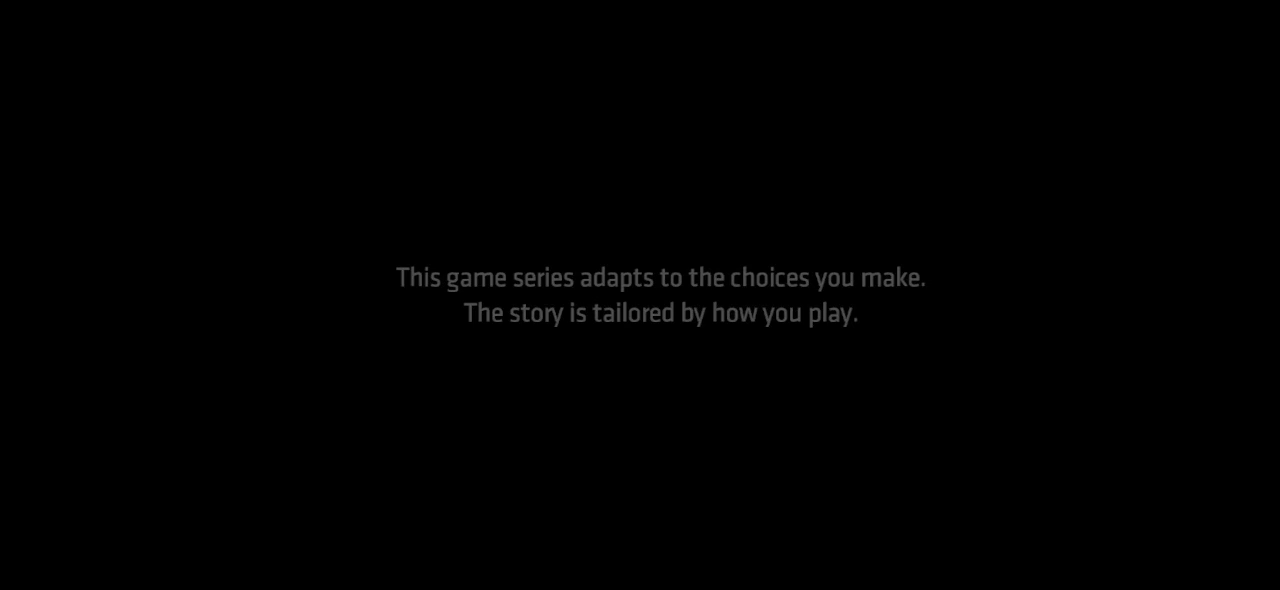 This game series adapts to the choices you make.
The story is tailored by how you play.